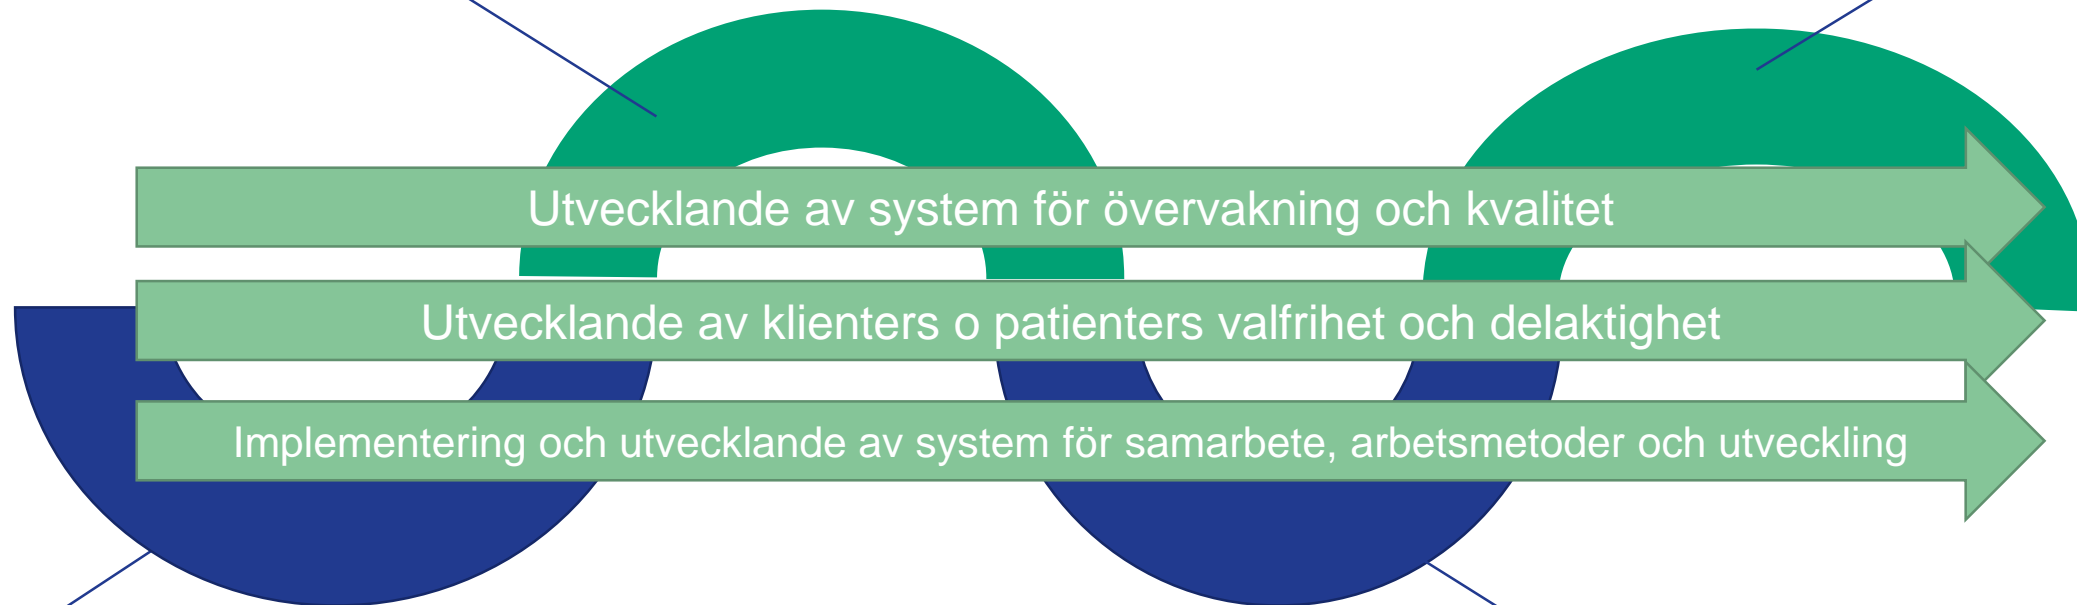 Utvecklande av system för övervakning och kvalitet
Utvecklande av klienters o patienters valfrihet och delaktighet
Implementering och utvecklande av system för samarbete, arbetsmetoder och utveckling